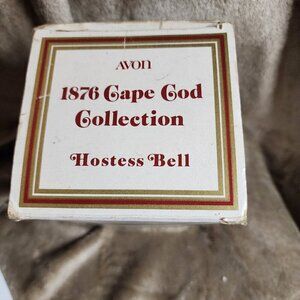 AVON
1876 Cape Cod
Collection
Hostess Bell